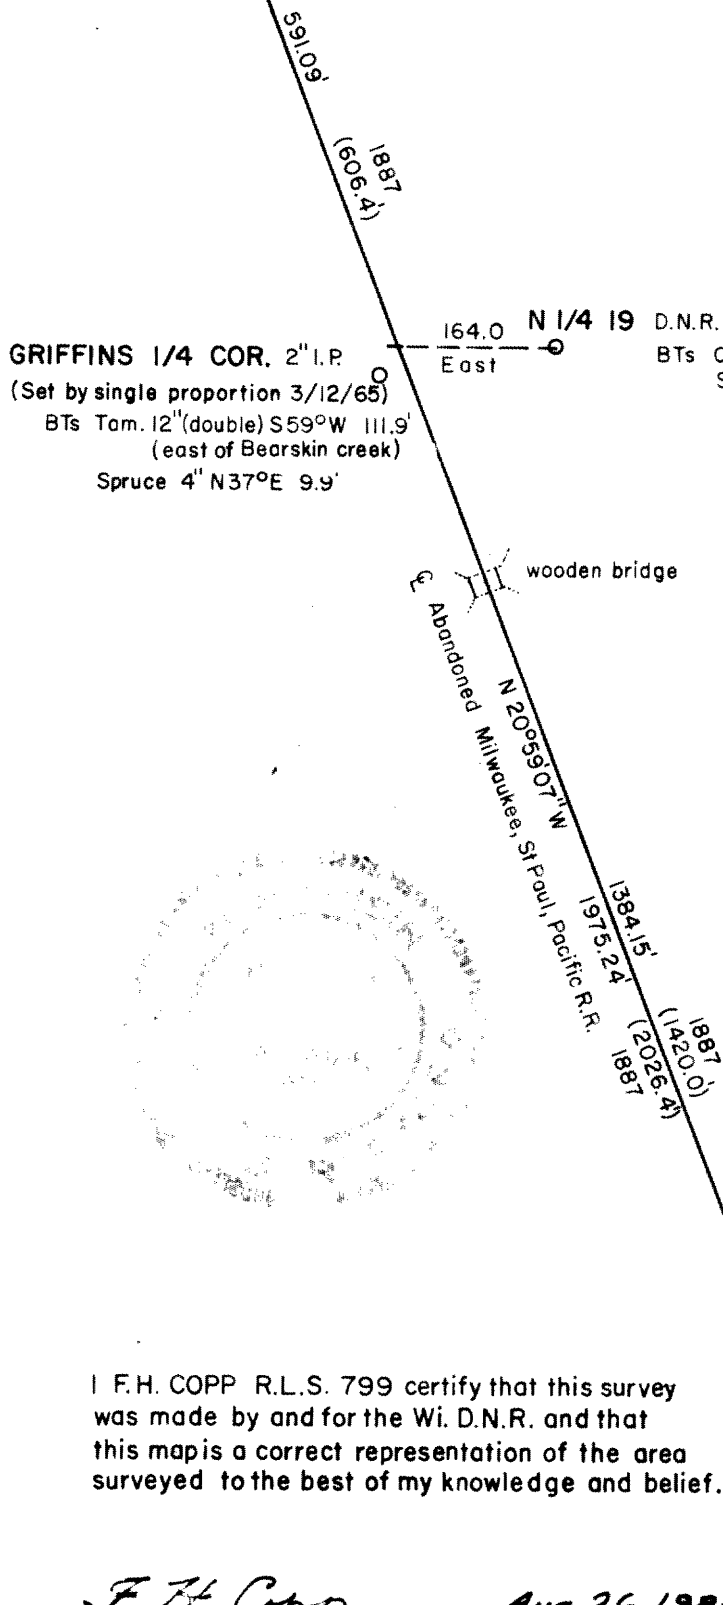 591.09'
1887
(606.4')
164.0
East
N 1/4 19 D.N.R.
BTs
GRIFFINS 1/4 COR. 2" I.P.
(Set by single proportion 3/12/65)
BTs Tam. 12" (double) S59°W 111.9'
(east of Bearskin creek)
Spruce 4" N37°E 9.9'
wooden bridge
℄ Abandoned Milwaukee, St Paul, Pacific R.R.
N 20°59'07" W
1384.15'
1975.24'
1887
(1420.0')
(2026.4')
1887
I F.H. COPP R.L.S. 799 certify that this survey
was made by and for the Wi. D.N.R. and that
this map is a correct representation of the area
surveyed to the best of my knowledge and belief.
F H Copp Aug 26